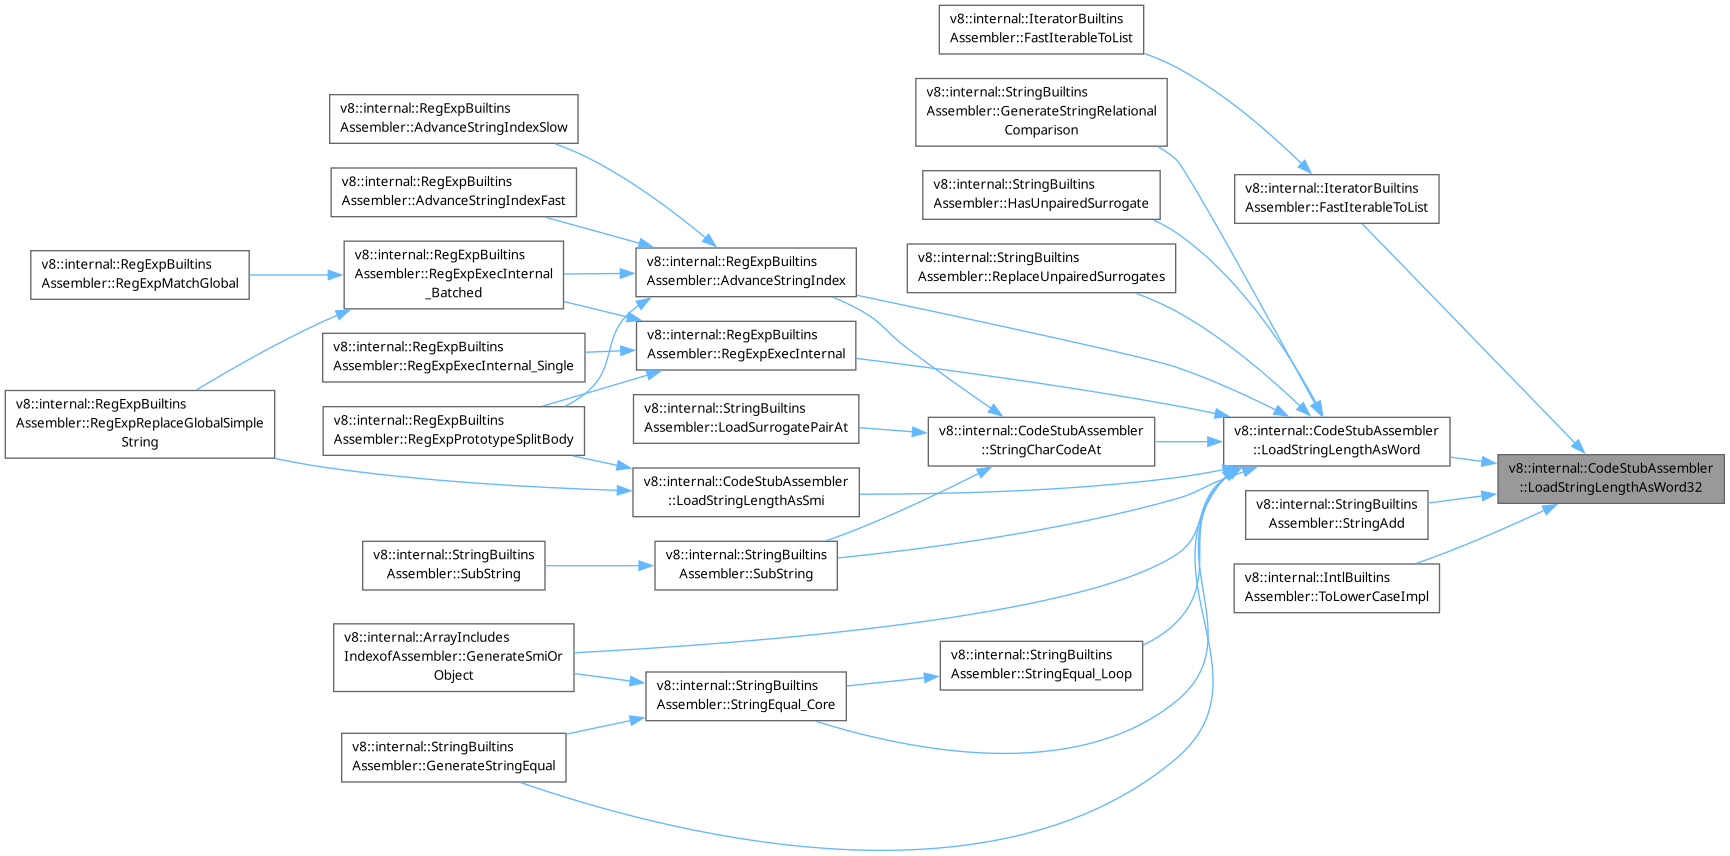 v8::internal::IteratorBuiltins
Assembler::FastIterableToList
v8::internal::StringBuiltins
Assembler::GenerateStringRelational
Comparison
v8::internal::RegExpBuiltins
Assembler::AdvanceStringIndexSlow
v8::internal::RegExpBuiltins
Assembler::AdvanceStringIndexFast
v8::internal::StringBuiltins
Assembler::HasUnpairedSurrogate
v8::internal::IteratorBuiltins
Assembler::FastIterableToList
v8::internal::RegExpBuiltins
Assembler::RegExpMatchGlobal
v8::internal::RegExpBuiltins
Assembler::RegExpExecInternal
_Batched
v8::internal::RegExpBuiltins
Assembler::AdvanceStringIndex
v8::internal::StringBuiltins
Assembler::ReplaceUnpairedSurrogates
v8::internal::RegExpBuiltins
Assembler::RegExpExecInternal_Single
v8::internal::RegExpBuiltins
Assembler::RegExpExecInternal
v8::internal::RegExpBuiltins
Assembler::RegExpReplaceGlobalSimple
String
v8::internal::RegExpBuiltins
Assembler::RegExpPrototypeSplitBody
v8::internal::StringBuiltins
Assembler::LoadSurrogatePairAt
v8::internal::CodeStubAssembler
::StringCharCodeAt
v8::internal::CodeStubAssembler
::LoadStringLengthAsWord
v8::internal::CodeStubAssembler
::LoadStringLengthAsWord32
v8::internal::CodeStubAssembler
::LoadStringLengthAsSmi
v8::internal::StringBuiltins
Assembler::StringAdd
v8::internal::StringBuiltins
Assembler::SubString
v8::internal::StringBuiltins
Assembler::SubString
v8::internal::IntlBuiltins
Assembler::ToLowerCaseImpl
v8::internal::ArrayIncludes
IndexofAssembler::GenerateSmiOr
Object
v8::internal::StringBuiltins
Assembler::StringEqual_Core
v8::internal::StringBuiltins
Assembler::StringEqual_Loop
v8::internal::StringBuiltins
Assembler::GenerateStringEqual